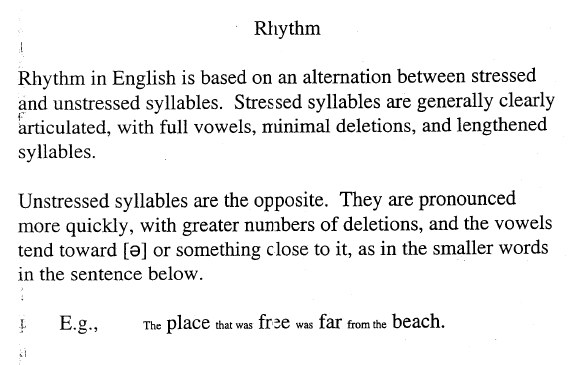 Rhythm
Rhythm in English is based on an alternation between stressed
and unstressed syllables. Stressed syllables are generally clearly
articulated, with full vowels, minimal deletions, and lengthened
syllables.
Unstressed syllables are the opposite. They are pronounced
more quickly, with greater numbers of deletions, and the vowels
tend toward [ə] or something close to it, as in the smaller words
in the sentence below.
E.g., The place that was free was far from the beach.